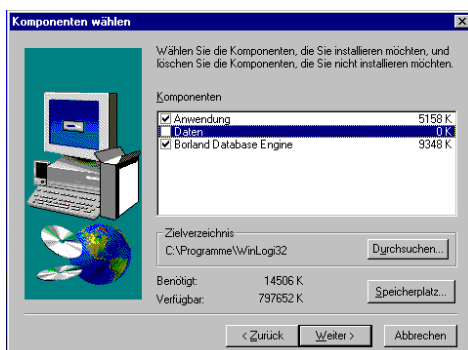 Komponenten wählen
Wählen Sie die Komponenten, die Sie installieren möchten, und
löschen Sie die Komponenten, die Sie nicht installieren möchten.
Komponenten
Anwendung 5158 K
Daten 0 K
Borland Database Engine 9348 K
Zielverzeichnis
C:\Programme\WinLogi32
Durchsuchen...
Benötigt: 14506 K
Verfügbar: 797652 K
Speicherplatz...
< Zurück Weiter > Abbrechen